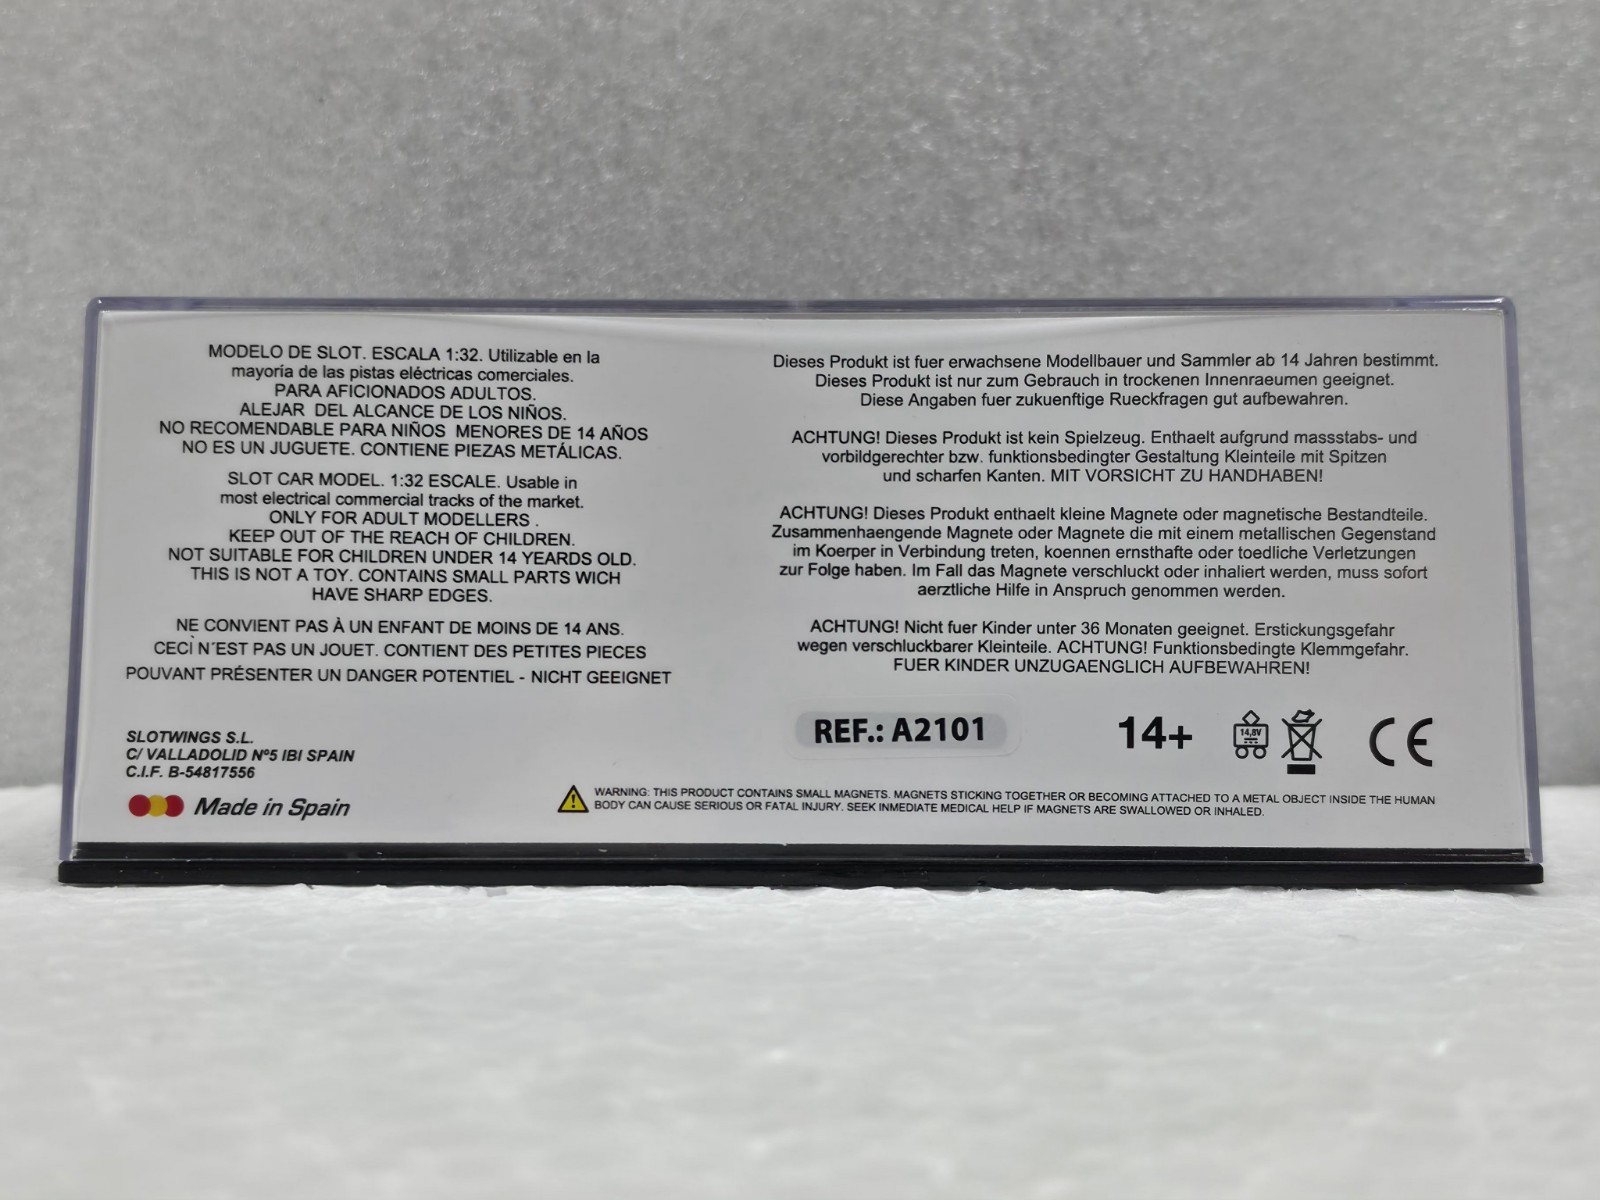 MODELO DE SLOT. ESCALA 1:32. Utilizable en la
mayoría de las pistas eléctricas comerciales.
PARA AFICIONADOS ADULTOS.
ALEJAR DEL ALCANCE DE LOS NIÑOS.
NO RECOMENDABLE PARA NIÑOS MENORES DE 14 AÑOS
NO ES UN JUGUETE. CONTIENE PIEZAS METÁLICAS.
SLOT CAR MODEL. 1:32 ESCALE. Usable in
most electrical commercial tracks of the market.
ONLY FOR ADULT MODELLERS .
KEEP OUT OF THE REACH OF CHILDREN.
NOT SUITABLE FOR CHILDREN UNDER 14 YEARDS OLD.
THIS IS NOT A TOY. CONTAINS SMALL PARTS WICH
HAVE SHARP EDGES.
NE CONVIENT PAS À UN ENFANT DE MOINS DE 14 ANS.
CECÌ N´EST PAS UN JOUET. CONTIENT DES PETITES PIECES
POUVANT PRÉSENTER UN DANGER POTENTIEL - NICHT GEEIGNET
SLOTWINGS S.L.
C/ VALLADOLID Nº5 IBI SPAIN
C.I.F. B-54817556
Made in Spain
Dieses Produkt ist fuer erwachsene Modellbauer und Sammler ab 14 Jahren bestimmt.
Dieses Produkt ist nur zum Gebrauch in trockenen Innenraeumen geeignet.
Diese Angaben fuer zukuenftige Rueckfragen gut aufbewahren.
ACHTUNG! Dieses Produkt ist kein Spielzeug. Enthaelt aufgrund massstabs- und
vorbildgerechter bzw. funktionsbedingter Gestaltung Kleinteile mit Spitzen
und scharfen Kanten. MIT VORSICHT ZU HANDHABEN!
ACHTUNG! Dieses Produkt enthaelt kleine Magnete oder magnetische Bestandteile.
Zusammenhaengende Magnete oder Magnete die mit einem metallischen Gegenstand
im Koerper in Verbindung treten, koennen ernsthafte oder toedliche Verletzungen
zur Folge haben. Im Fall das Magnete verschluckt oder inhaliert werden, muss sofort
aerztliche Hilfe in Anspruch genommen werden.
ACHTUNG! Nicht fuer Kinder unter 36 Monaten geeignet. Erstickungsgefahr
wegen verschluckbarer Kleinteile. ACHTUNG! Funktionsbedingte Klemmgefahr.
FUER KINDER UNZUGAENGLICH AUFBEWAHREN!
REF.: A2101
14+
14,8V
CE
WARNING: THIS PRODUCT CONTAINS SMALL MAGNETS. MAGNETS STICKING TOGETHER OR BECOMING ATTACHED TO A METAL OBJECT INSIDE THE HUMAN
BODY CAN CAUSE SERIOUS OR FATAL INJURY. SEEK INMEDIATE MEDICAL HELP IF MAGNETS ARE SWALLOWED OR INHALED.